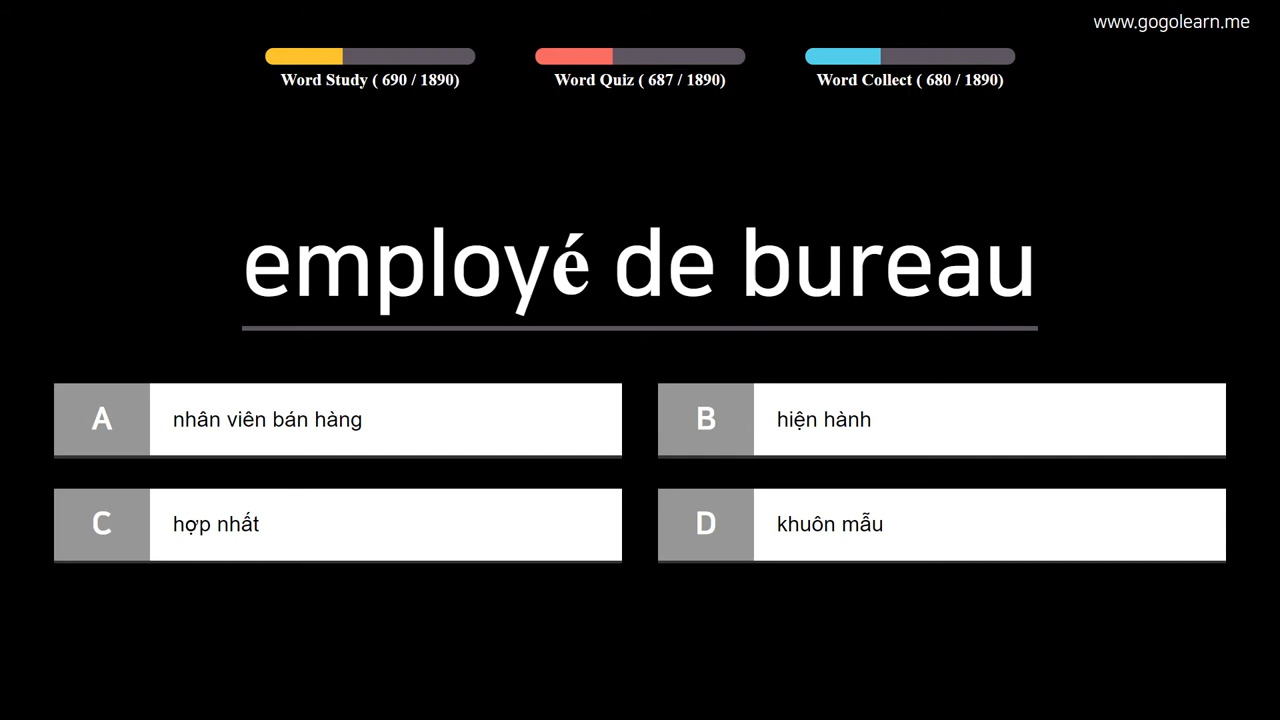 www.gogolearn.me
Word Study ( 690 / 1890)
Word Quiz ( 687 / 1890)
Word Collect ( 680 / 1890)
employé de bureau
A nhân viên bán hàng
B hiện hành
C hợp nhất
D khuôn mẫu